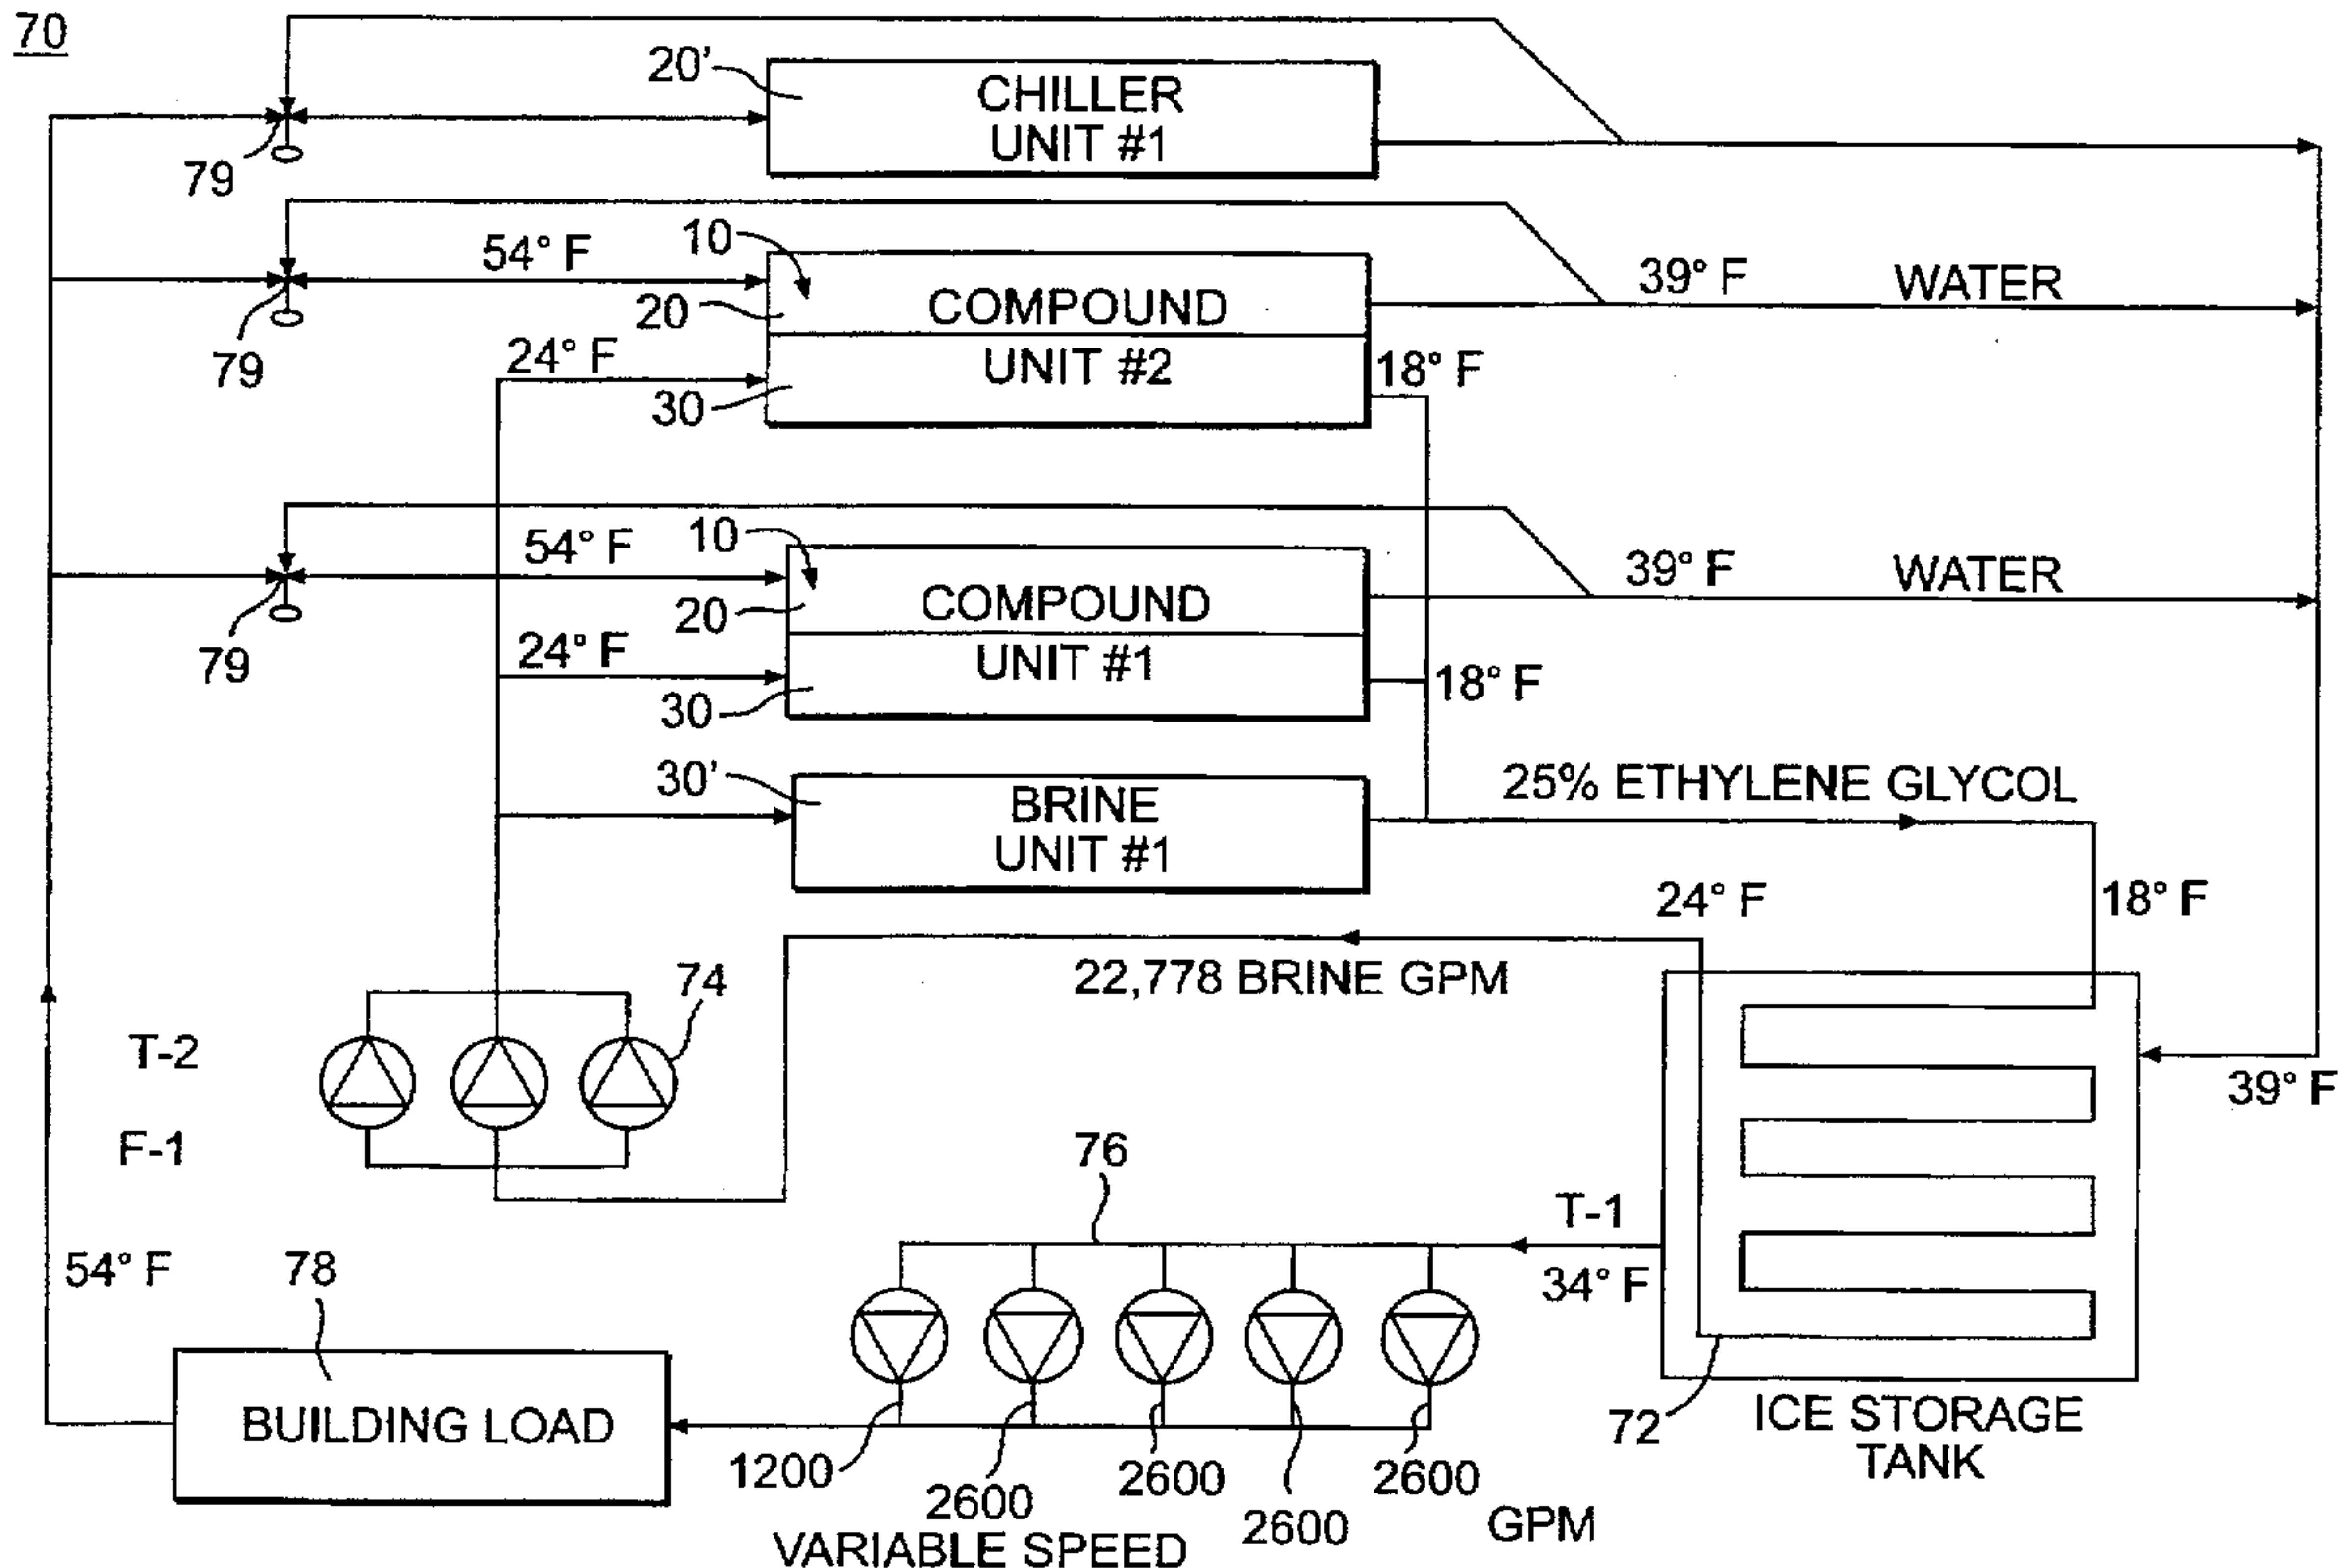 70
20'
CHILLER
UNIT #1
79
54° F
10
20
COMPOUND
UNIT #2
39° F
WATER
79
24° F
30
18° F
54° F
10
20
COMPOUND
UNIT #1
39° F
WATER
79
24° F
30
18° F
30'
BRINE
UNIT #1
25% ETHYLENE GLYCOL
24° F
18° F
22,778 BRINE GPM
74
T-2
F-1
39° F
76
T-1
34° F
54° F
78
BUILDING LOAD
1200
2600
2600
2600
2600
GPM
VARIABLE SPEED
72
ICE STORAGE
TANK